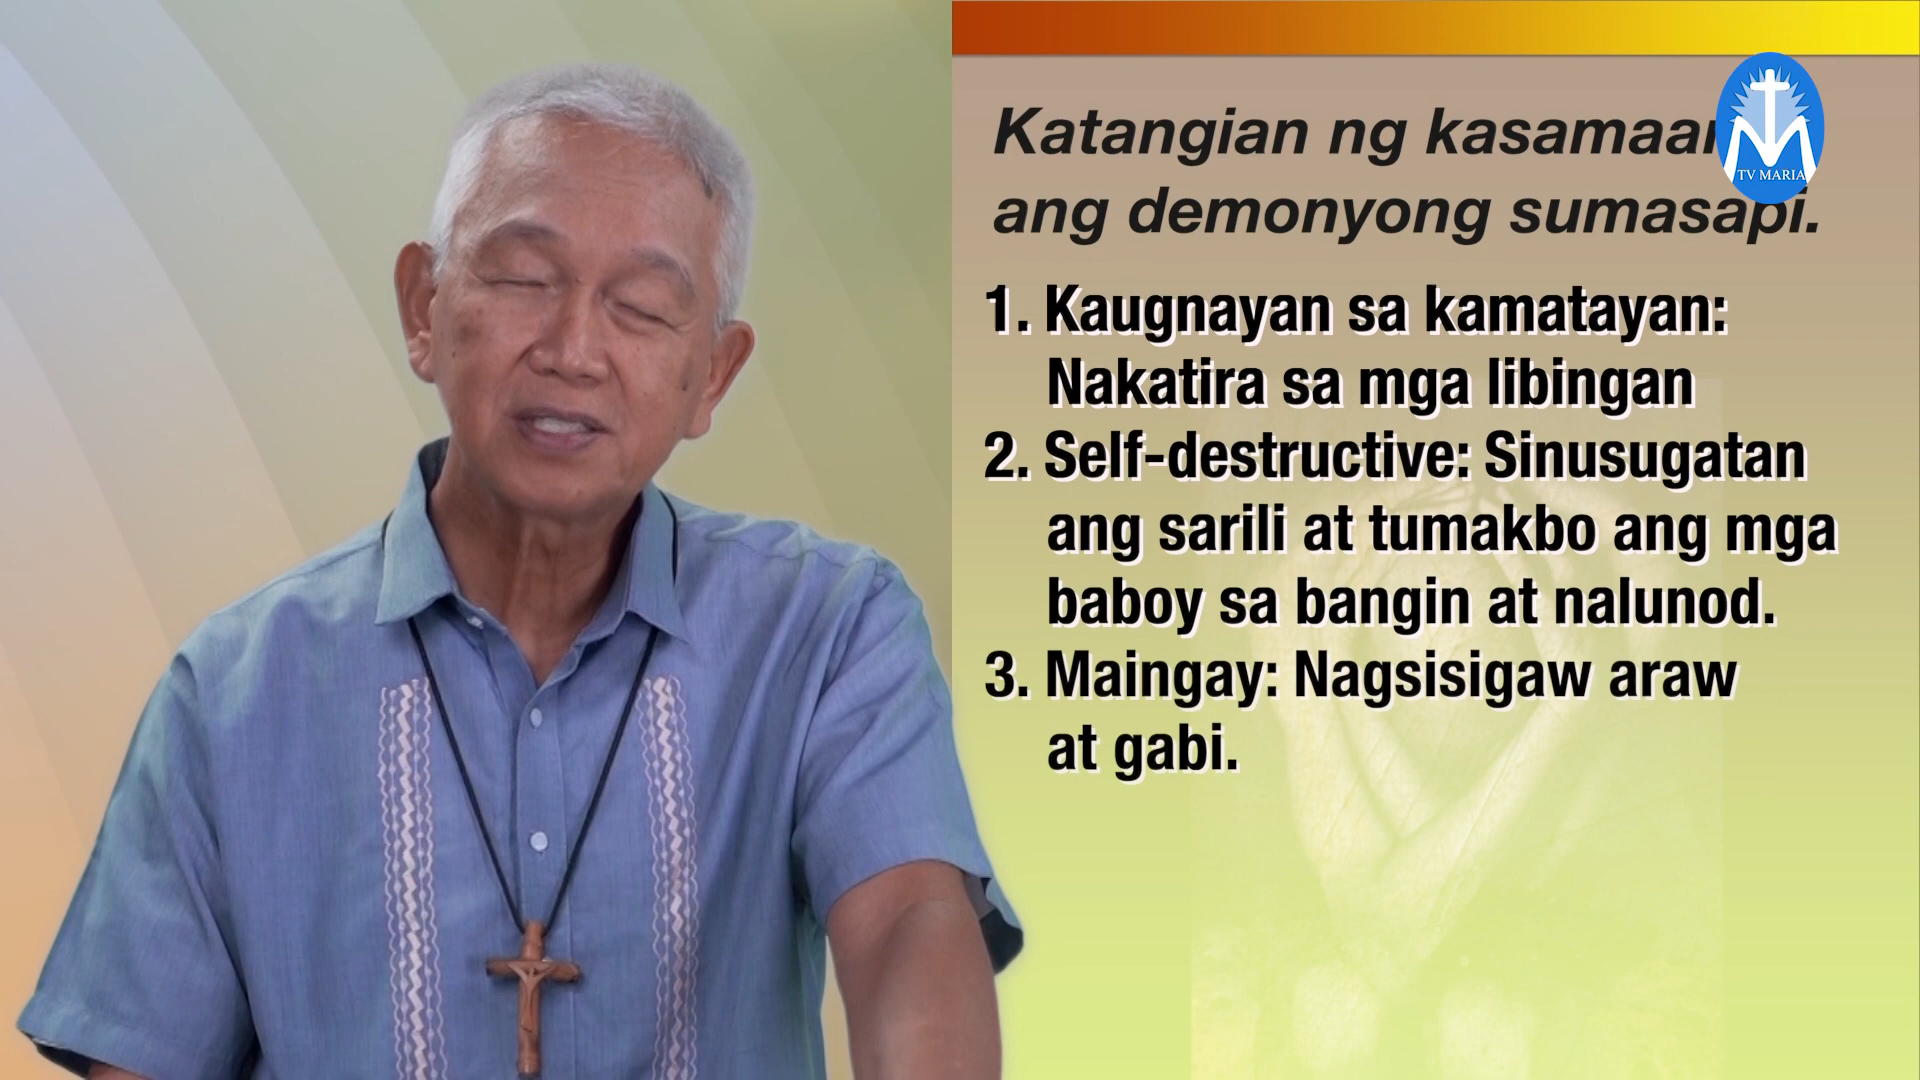 Katangian ng kasamaan
TV MARIA
ang demonyong sumasapi.
1. Kaugnayan sa kamatayan:
Nakatira sa mga libingan
2. Self-destructive: Sinusugatan
ang sarili at tumakbo ang mga
baboy sa bangin at nalunod.
3. Maingay: Nagsisigaw araw
at gabi.